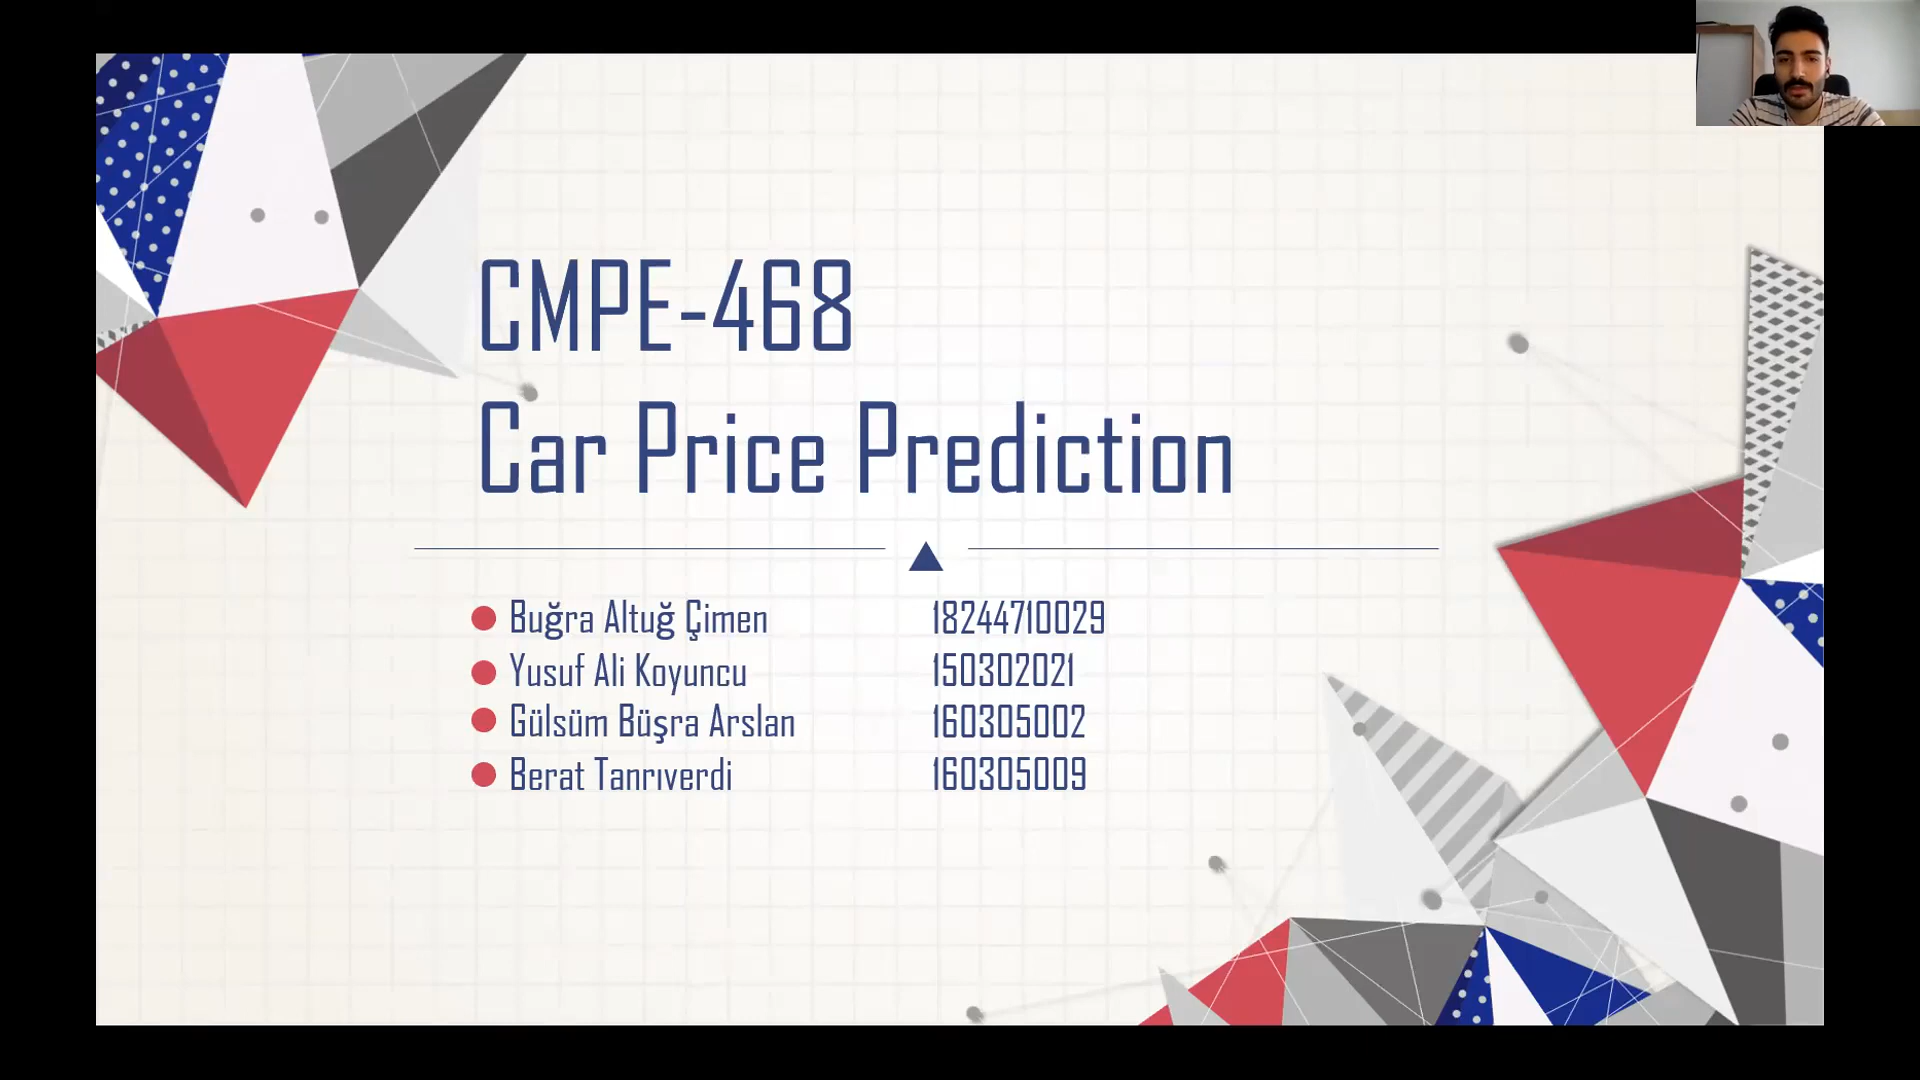 CMPE-468
Car Price Prediction
Buğra Altuğ Çimen 18244710029
Yusuf Ali Koyuncu 150302021
Gülsüm Büşra Arslan 160305002
Berat Tanrıverdi 160305009